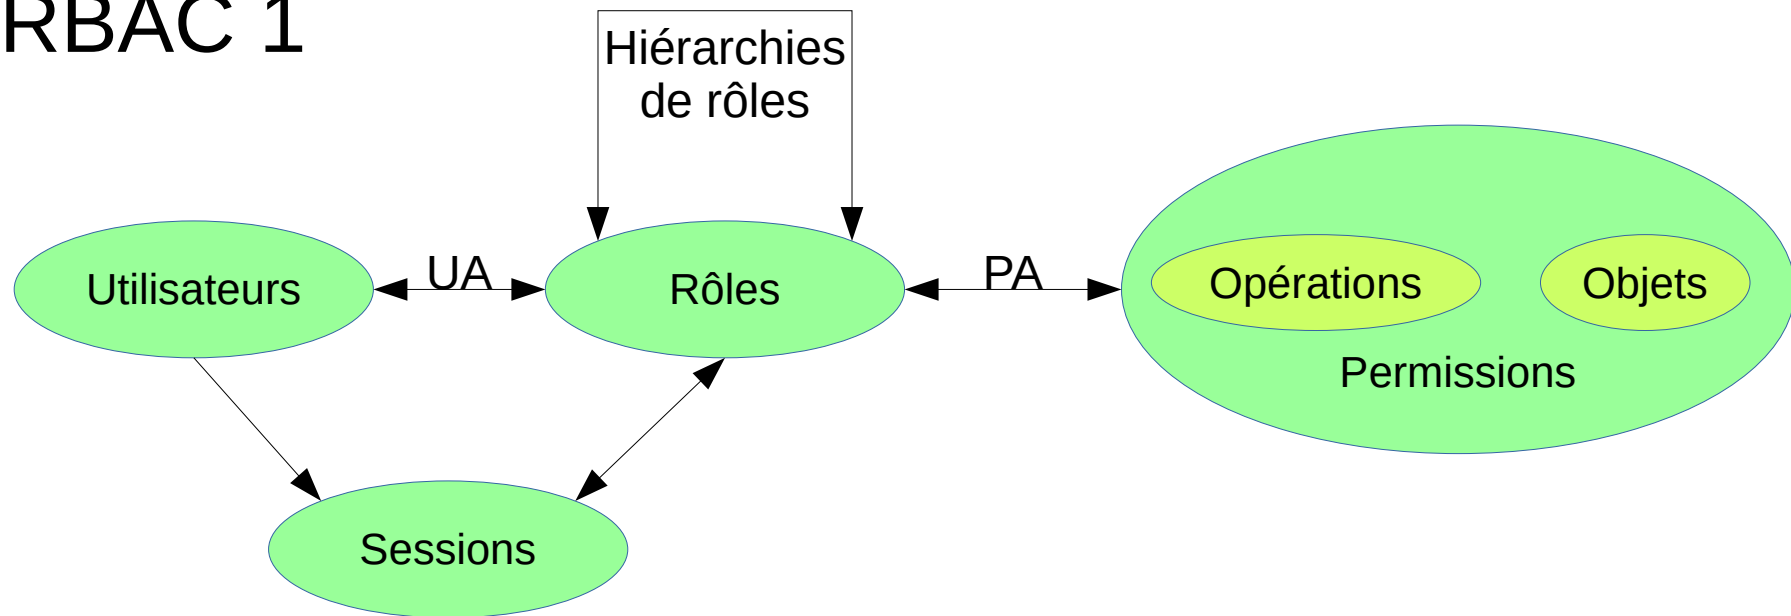 RBAC 1
Hiérarchies
de rôles
Utilisateurs
UA
Rôles
PA
Opérations
Objets
Permissions
Sessions